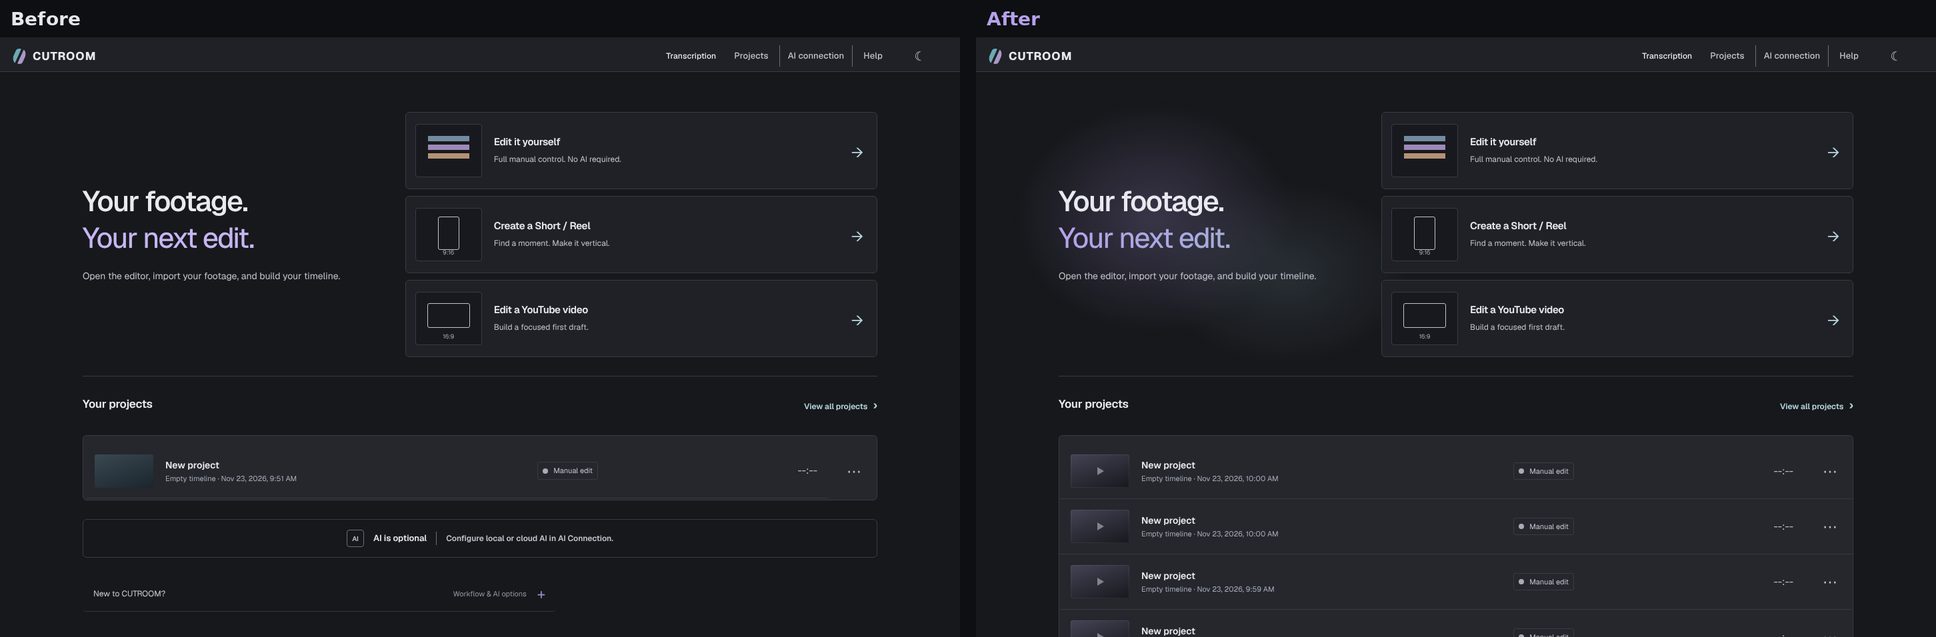 Before
CUTROOM
Transcription Projects AI connection Help
Your footage.
Your next edit.
Open the editor, import your footage, and build your timeline.
Edit it yourself
Full manual control. No AI required.
9:16
Create a Short / Reel
Find a moment. Make it vertical.
16:9
Edit a YouTube video
Build a focused first draft.
Your projects
View all projects ›
New project
Empty timeline · Nov 23, 2026, 9:51 AM
Manual edit
--:--
AI
AI is optional
Configure local or cloud AI in AI Connection.
New to CUTROOM?
Workflow & AI options +
After
CUTROOM
Transcription Projects AI connection Help
Your footage.
Your next edit.
Open the editor, import your footage, and build your timeline.
Edit it yourself
Full manual control. No AI required.
9:16
Create a Short / Reel
Find a moment. Make it vertical.
16:9
Edit a YouTube video
Build a focused first draft.
Your projects
View all projects ›
New project
Empty timeline · Nov 23, 2026, 10:00 AM
Manual edit
--:--
New project
Empty timeline · Nov 23, 2026, 10:00 AM
Manual edit
--:--
New project
Empty timeline · Nov 23, 2026, 9:59 AM
Manual edit
--:--
New project